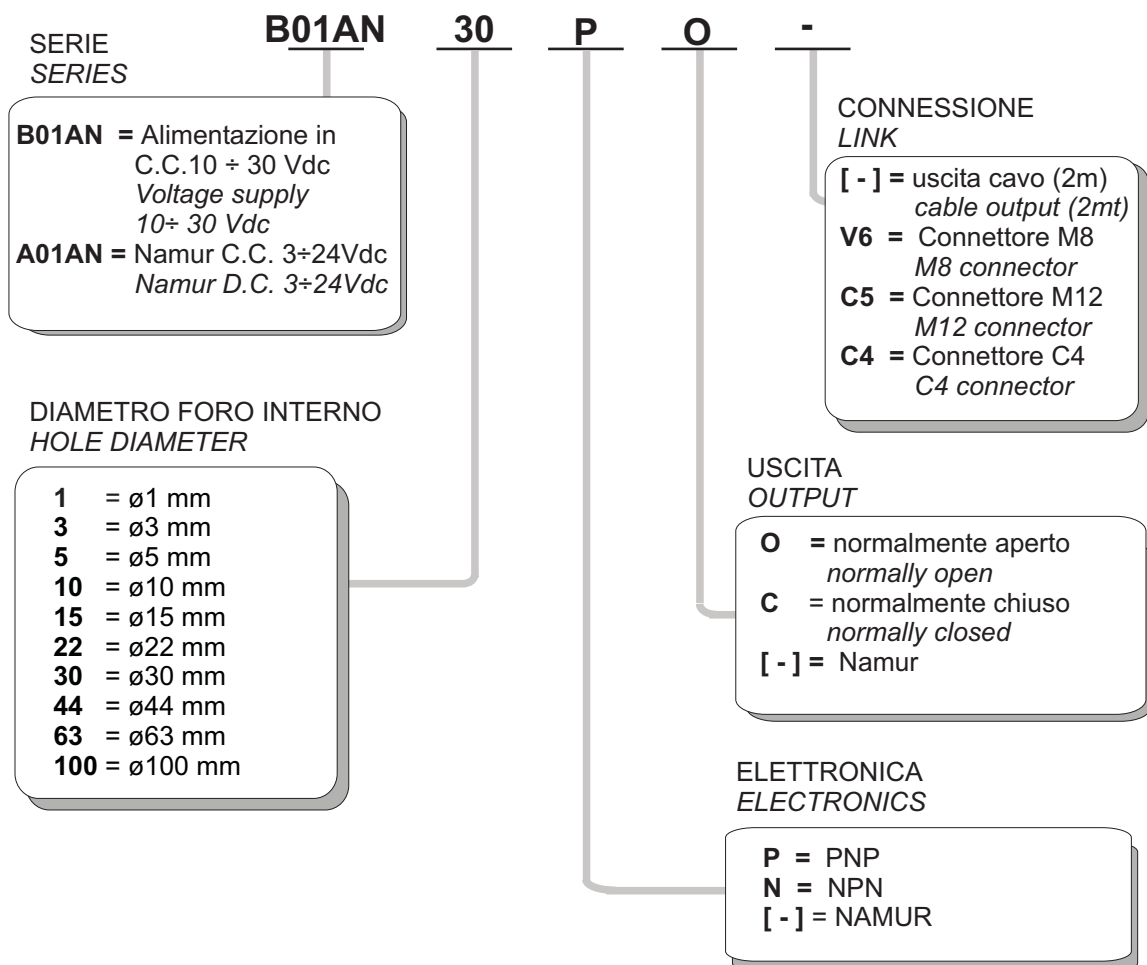 B01AN 30 P O -
SERIE
SERIES
B01AN = Alimentazione in
C.C.10 ÷ 30 Vdc
Voltage supply
10÷ 30 Vdc
A01AN = Namur C.C. 3÷24Vdc
Namur D.C. 3÷24Vdc
CONNESSIONE
LINK
[ - ] = uscita cavo (2m)
cable output (2mt)
V6 = Connettore M8
M8 connector
C5 = Connettore M12
M12 connector
C4 = Connettore C4
C4 connector
DIAMETRO FORO INTERNO
HOLE DIAMETER
1 = ø1 mm
3 = ø3 mm
5 = ø5 mm
10 = ø10 mm
15 = ø15 mm
22 = ø22 mm
30 = ø30 mm
44 = ø44 mm
63 = ø63 mm
100 = ø100 mm
USCITA
OUTPUT
O = normalmente aperto
normally open
C = normalmente chiuso
normally closed
[ - ] = Namur
ELETTRONICA
ELECTRONICS
P = PNP
N = NPN
[ - ] = NAMUR